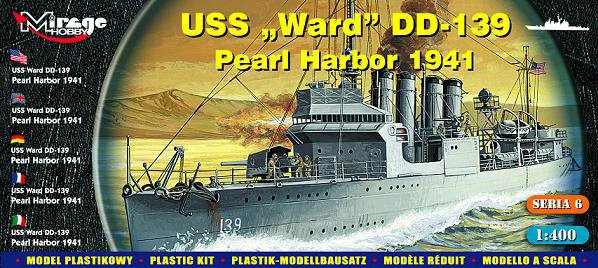 Mirage
HOBBY
USS „Ward” DD-139
Pearl Harbor 1941
USS Ward DD-139
Pearl Harbor 1941
USS Ward DD-139
Pearl Harbor 1941
USS Ward DD-139
Pearl Harbor 1941
USS Ward DD-139
Pearl Harbor 1941
USS Ward DD-139
Pearl Harbor 1941
139
SERIA 6
1:400
• MODEL PLASTIKOWY • PLASTIC KIT • PLASTIK-MODELLBAUSATZ • MODÈLE RÉDUIT • MODELLO A SCALA •